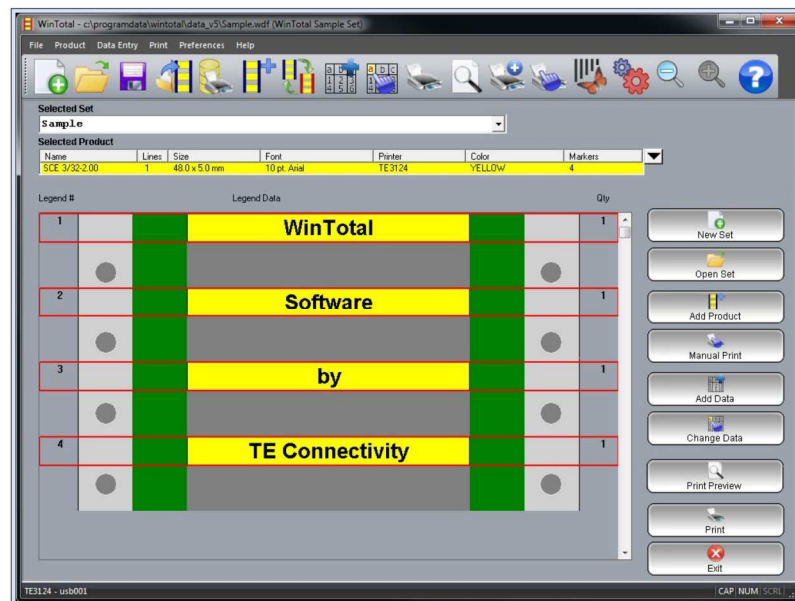 WinTotal - c:\programdata\wintotal\data_v5\Sample.wdf (WinTotal Sample Set)
File Product Data Entry Print Preferences Help
Selected Set
Sample
Selected Product
Name Lines Size Font Printer Color Markers
SCE 3/32-2.00 1 48.0 x 5.0 mm 10 pt. Arial TE3124 YELLOW 4
Legend # Legend Data Qty
1 WinTotal 1
2 Software 1
3 by 1
4 TE Connectivity 1
New Set
Open Set
Add Product
Manual Print
Add Data
Change Data
Print Preview
Print
Exit
TE3124 - usb001 CAP NUM SCRL